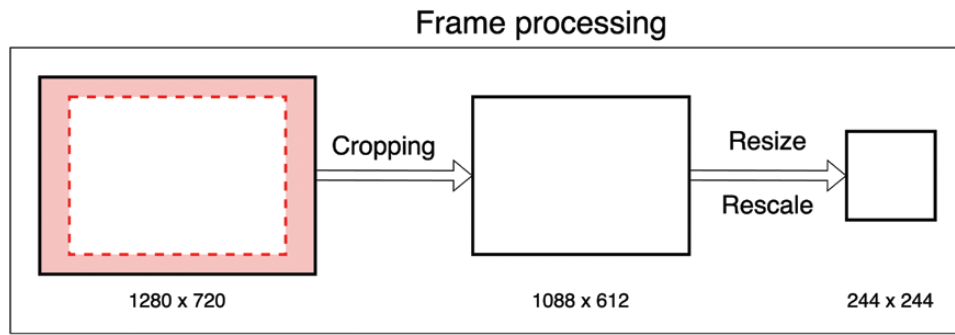 Frame processing
Cropping
Resize
Rescale
1280 x 720
1088 x 612
244 x 244